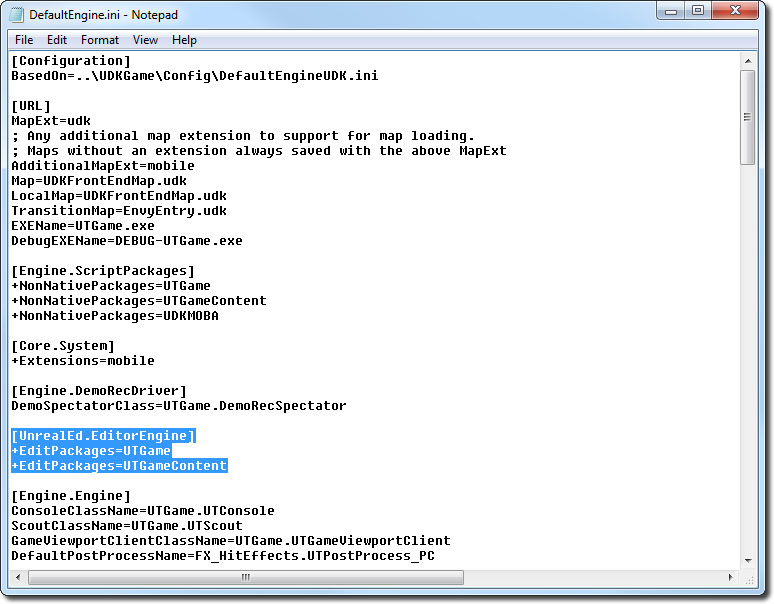 DefaultEngine.ini - Notepad
File Edit Format View Help
[Configuration]
BasedOn=..\UDKGame\Config\DefaultEngineUDK.ini
[URL]
MapExt=udk
; Any additional map extension to support for map loading.
; Maps without an extension always saved with the above MapExt
AdditionalMapExt=mobile
Map=UDKFrontEndMap.udk
LocalMap=UDKFrontEndMap.udk
TransitionMap=EnvyEntry.udk
EXEName=UTGame.exe
DebugEXEName=DEBUG-UTGame.exe
[Engine.ScriptPackages]
+NonNativePackages=UTGame
+NonNativePackages=UTGameContent
+NonNativePackages=UDKMOBA
[Core.System]
+Extensions=mobile
[Engine.DemoRecDriver]
DemoSpectatorClass=UTGame.DemoRecSpectator
[UnrealEd.EditorEngine]
+EditPackages=UTGame
+EditPackages=UTGameContent
[Engine.Engine]
ConsoleClassName=UTGame.UTConsole
ScoutClassName=UTGame.UTScout
GameViewportClientClassName=UTGame.UTGameViewportClient
DefaultPostProcessName=FX_HitEffects.UTPostProcess_PC